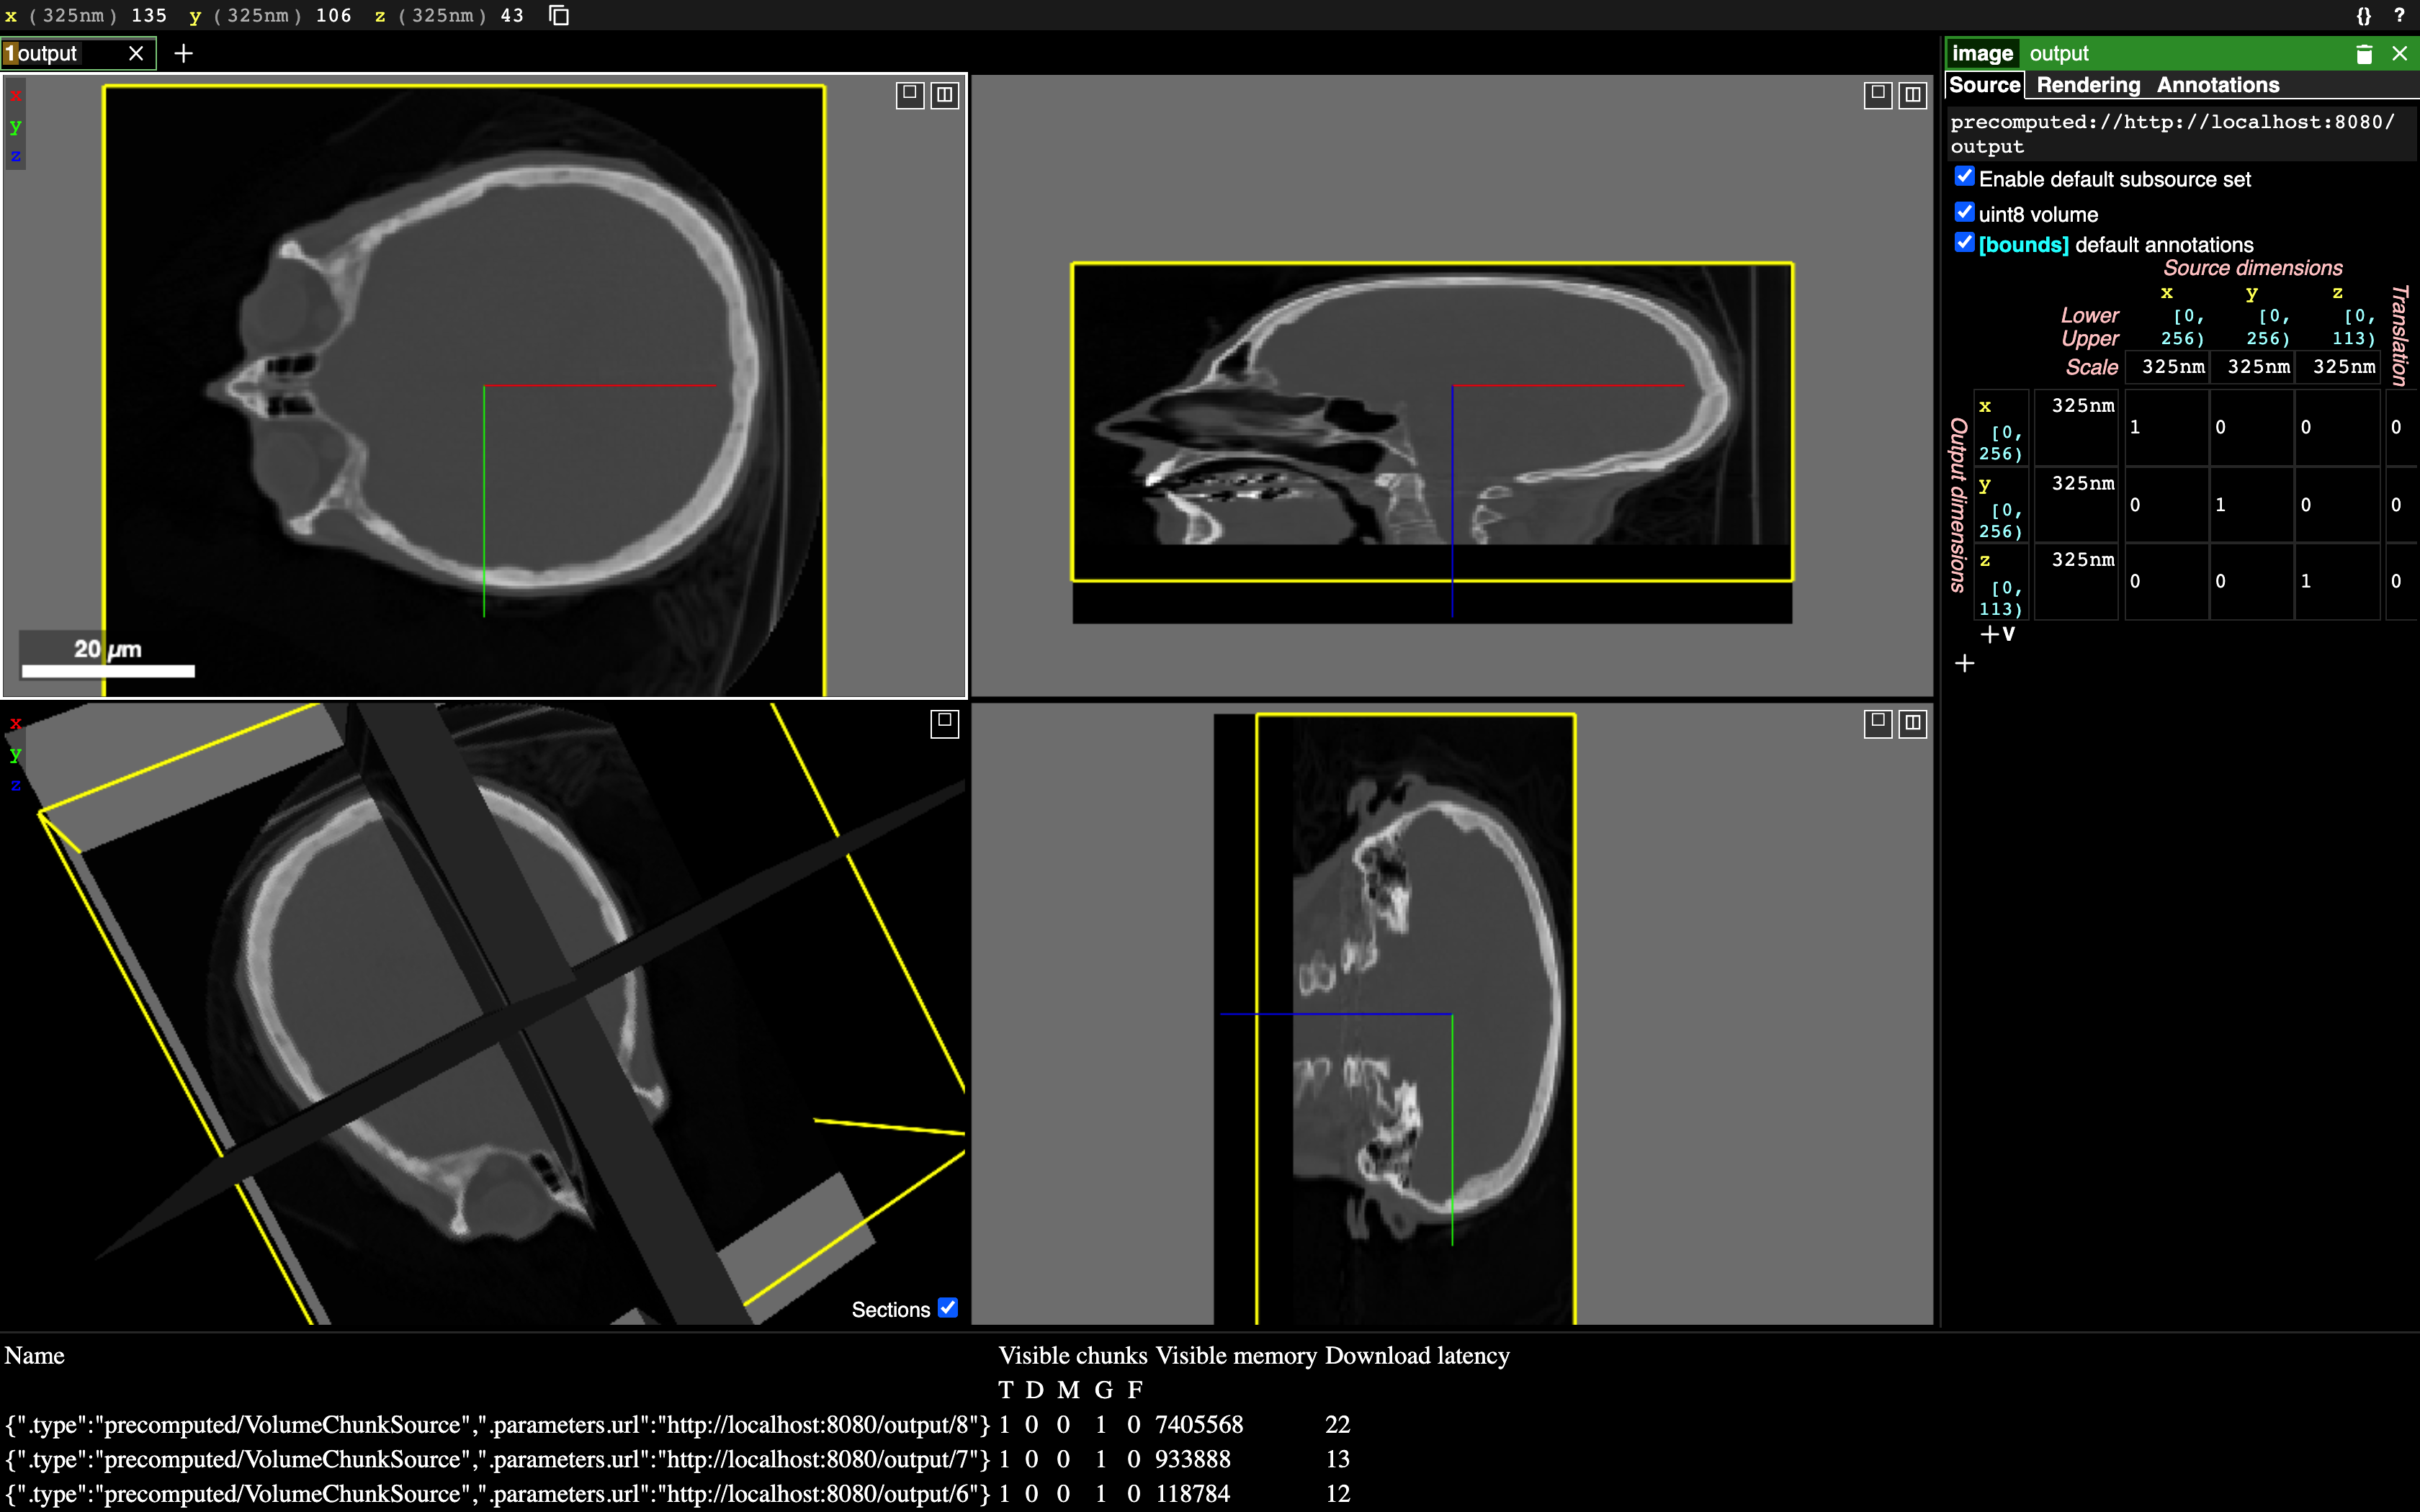 x (325nm) 135 y (325nm) 106 z (325nm) 43 {} ?
1output
x
y
z
20 µm
x
y
z
Sections
image output
Source Rendering Annotations
precomputed://http://localhost:8080/
output
Enable default subsource set
uint8 volume
[bounds] default annotations
Source dimensions
x y z
Lower [0, [0, [0,
Upper 256) 256) 113)
Scale 325nm 325nm 325nm
Translation
Output dimensions
x 325nm
[0, 1 0 0 0
256)
y 325nm
[0, 0 1 0 0
256)
z 325nm
[0, 0 0 1 0
113)
+v
+
Name Visible chunks Visible memory Download latency
T D M G F
{".type":"precomputed/VolumeChunkSource",".parameters.url":"http://localhost:8080/output/8"} 1 0 0 1 0 7405568 22
{".type":"precomputed/VolumeChunkSource",".parameters.url":"http://localhost:8080/output/7"} 1 0 0 1 0 933888 13
{".type":"precomputed/VolumeChunkSource",".parameters.url":"http://localhost:8080/output/6"} 1 0 0 1 0 118784 12